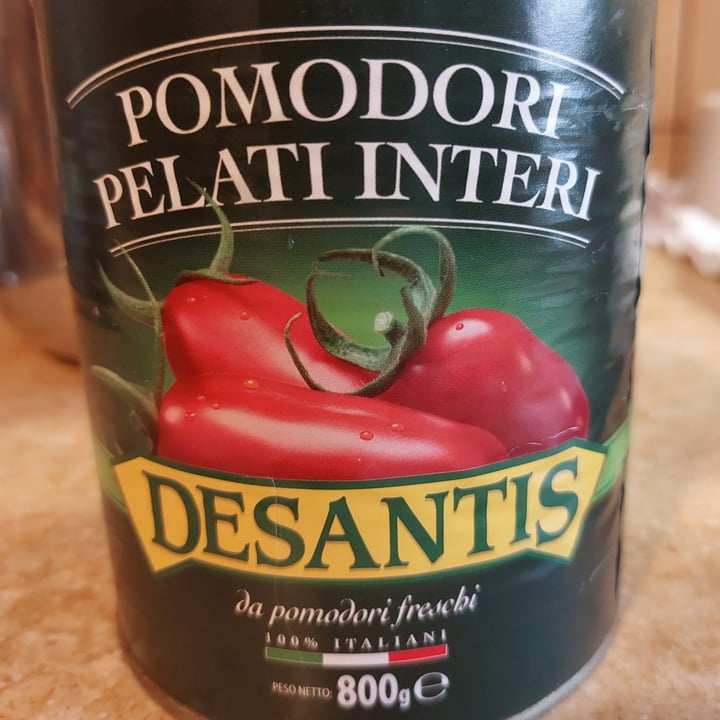 POMODORI
PELATI INTERI
DESANTIS
da pomodori freschi
100% ITALIANI
PESO NETTO: 800g ℮